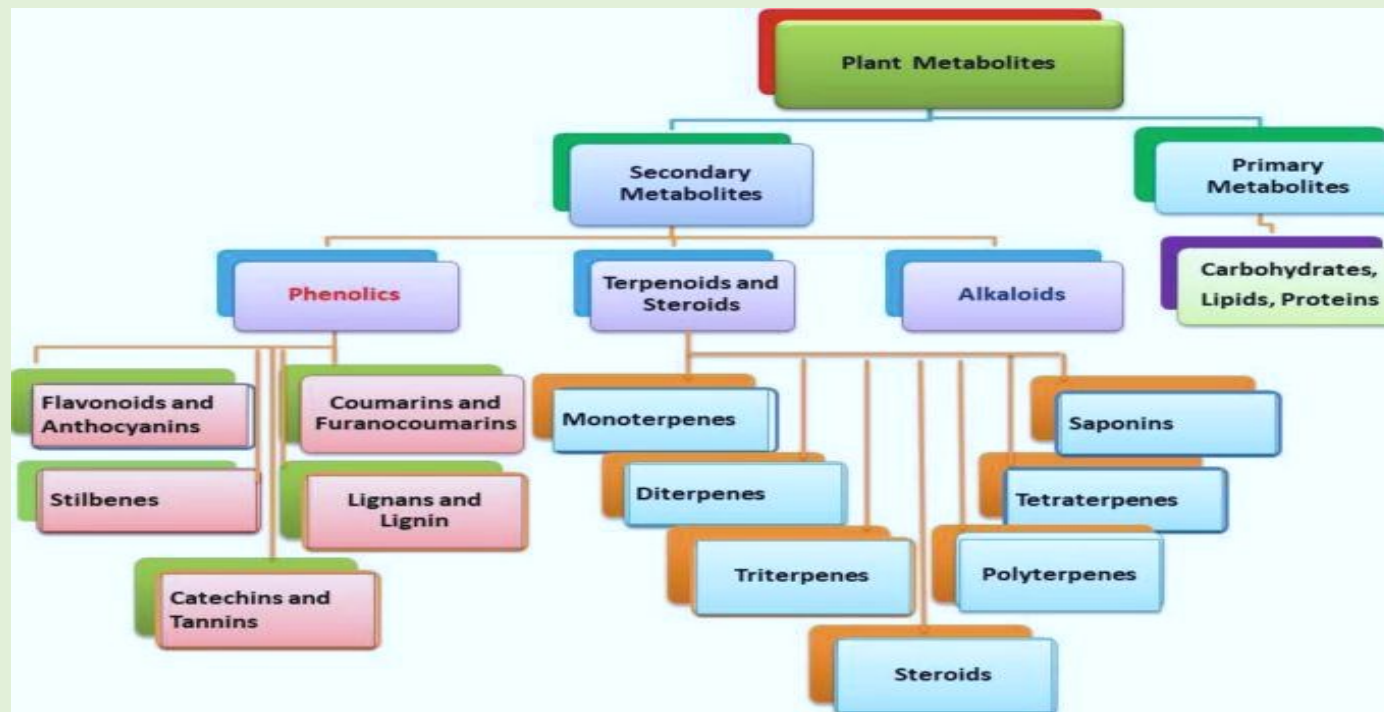 Plant Metabolites
Secondary
Metabolites
Primary
Metabolites
Phenolics
Terpenoids and
Steroids
Alkaloids
Carbohydrates,
Lipids, Proteins
Flavonoids and
Anthocyanins
Coumarins and
Furanocoumarins
Stilbenes
Lignans and
Lignin
Catechins and
Tannins
Monoterpenes
Diterpenes
Triterpenes
Steroids
Polyterpenes
Tetraterpenes
Saponins